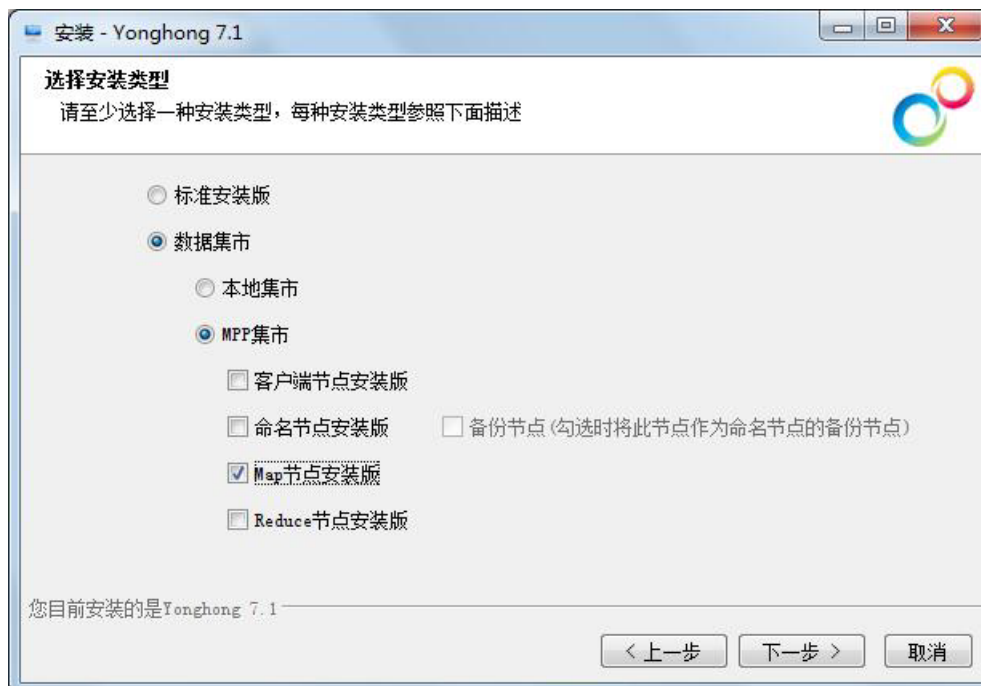 安装 - Yonghong 7.1
选择安装类型
请至少选择一种安装类型，每种安装类型参照下面描述
标准安装版
数据集市
本地集市
MPP集市
客户端节点安装版
命名节点安装版 备份节点(勾选时将此节点作为命名节点的备份节点)
Map节点安装版
Reduce节点安装版
您目前安装的是Yonghong 7.1
<上一步 下一步> 取消